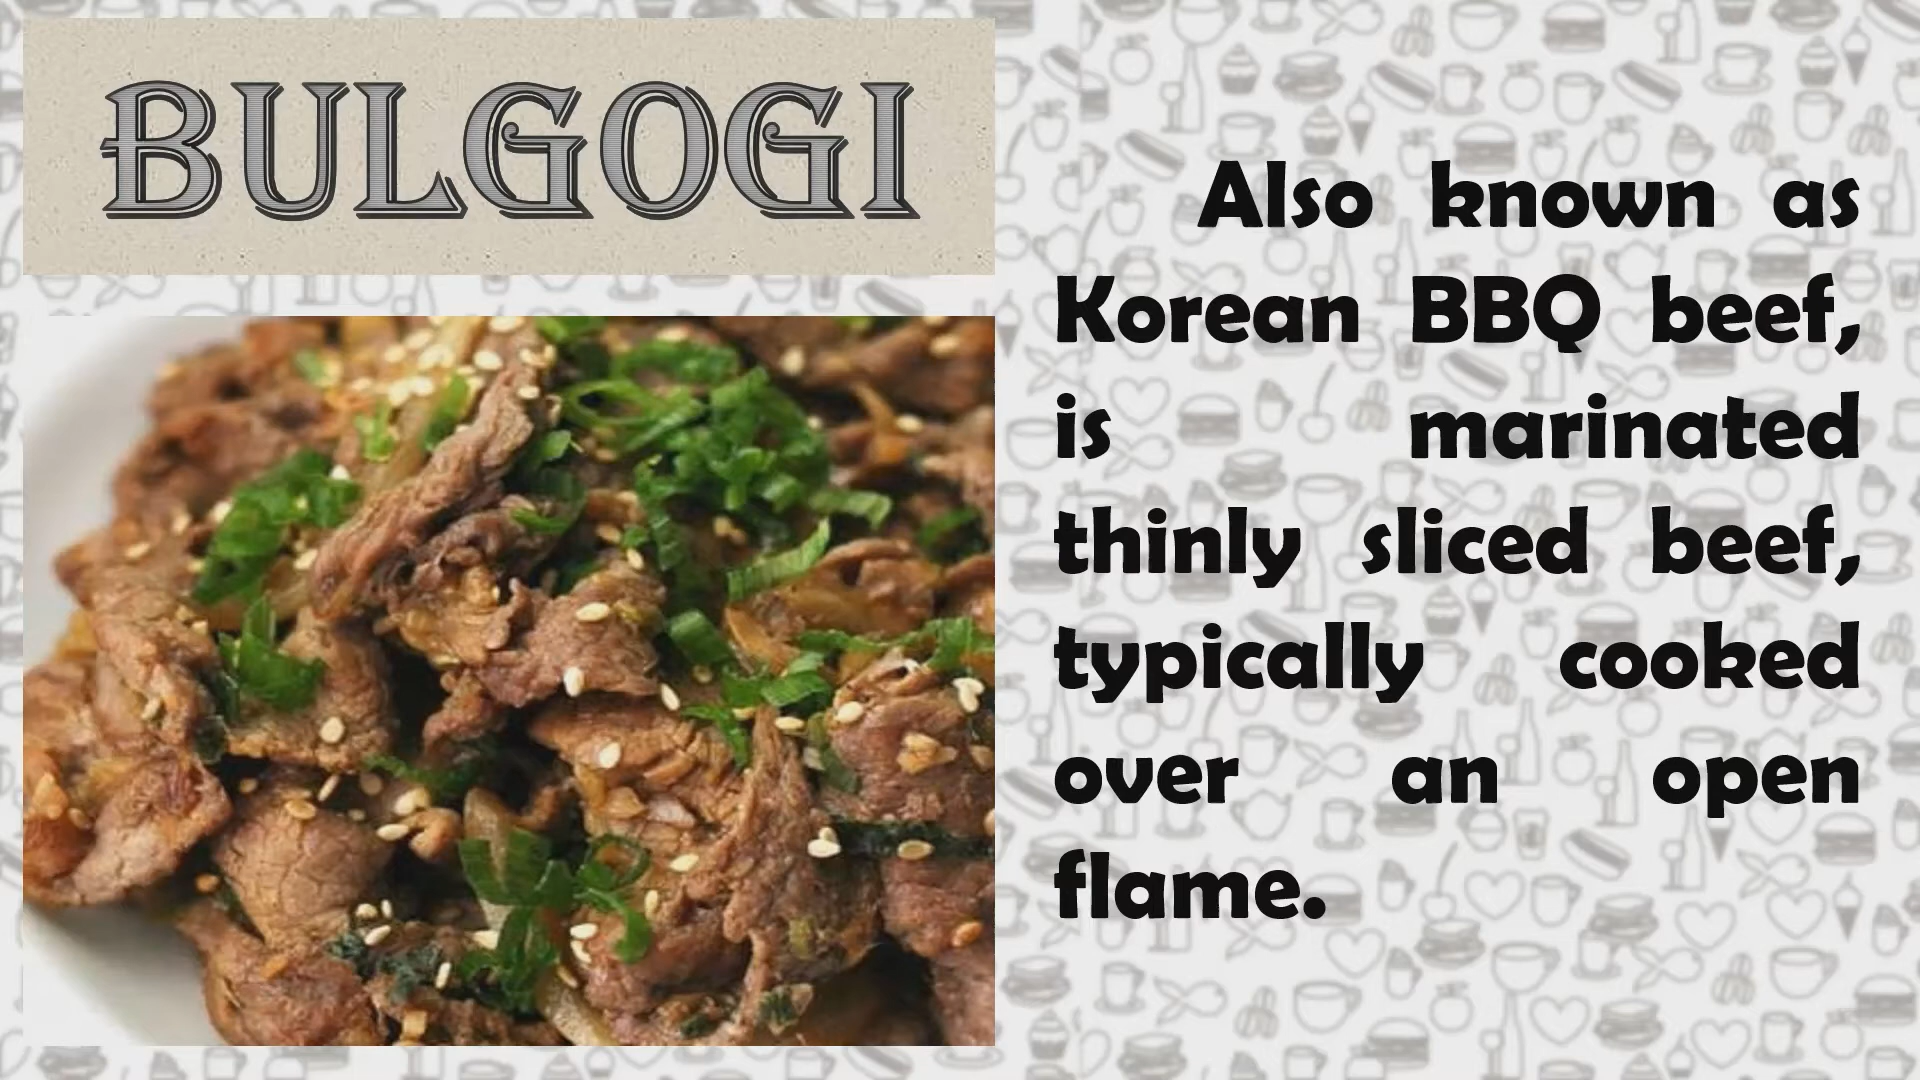 BULGOGI
Also known as
Korean BBQ beef,
is marinated
thinly sliced beef,
typically cooked
over an open
flame.